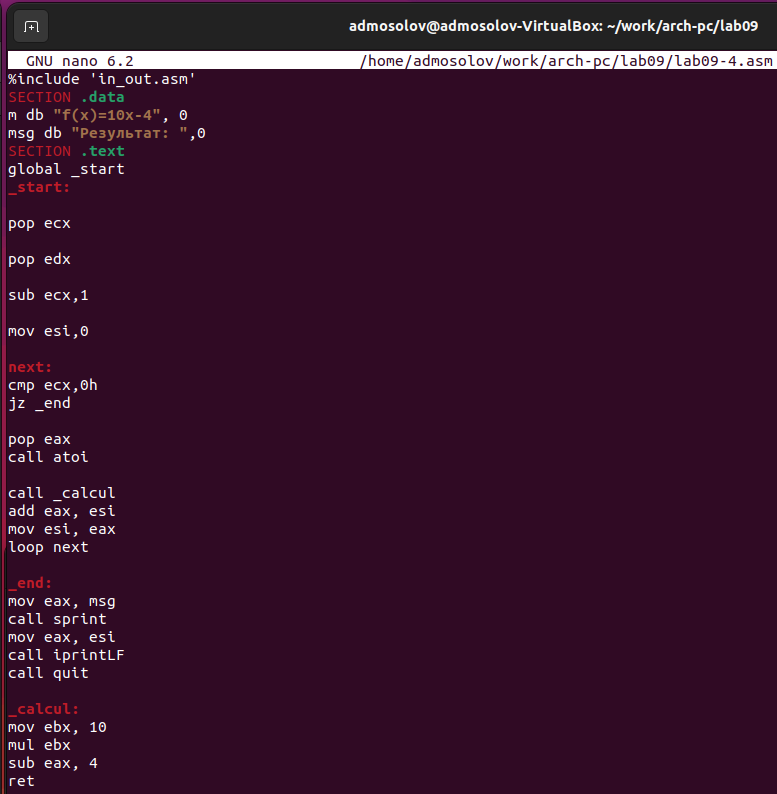 admosolov@admosolov-VirtualBox: ~/work/arch-pc/lab09
GNU nano 6.2 /home/admosolov/work/arch-pc/lab09/lab09-4.asm
%include 'in_out.asm'
SECTION .data
m db "f(x)=10x-4", 0
msg db "Результат: ",0
SECTION .text
global _start
_start:
pop ecx
pop edx
sub ecx,1
mov esi,0
next:
cmp ecx,0h
jz _end
pop eax
call atoi
call _calcul
add eax, esi
mov esi, eax
loop next
_end:
mov eax, msg
call sprint
mov eax, esi
call iprintLF
call quit
_calcul:
mov ebx, 10
mul ebx
sub eax, 4
ret